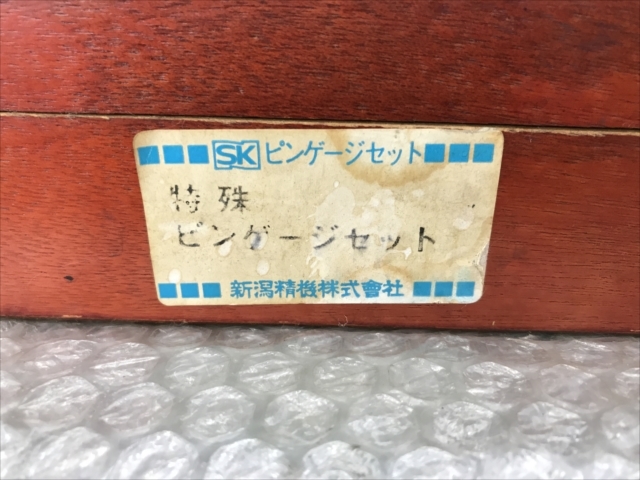 SK ピンゲージセット
特殊
ピンゲージセット
新潟精機株式會社